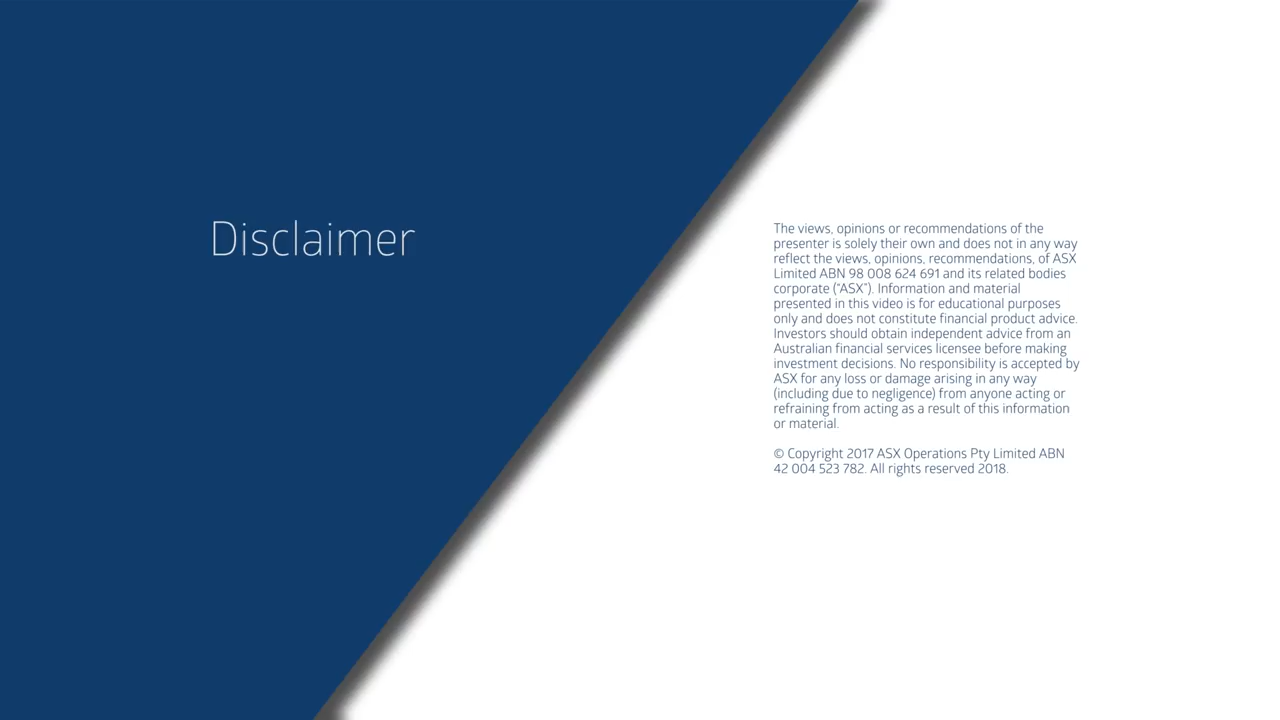 Disclaimer
The views, opinions or recommendations of the
presenter is solely their own and does not in any way
reflect the views, opinions, recommendations, of ASX
Limited ABN 98 008 624 691 and its related bodies
corporate ("ASX"). Information and material
presented in this video is for educational purposes
only and does not constitute financial product advice.
Investors should obtain independent advice from an
Australian financial services licensee before making
investment decisions. No responsibility is accepted by
ASX for any loss or damage arising in any way
(including due to negligence) from anyone acting or
refraining from acting as a result of this information
or material.
© Copyright 2017 ASX Operations Pty Limited ABN
42 004 523 782. All rights reserved 2018.